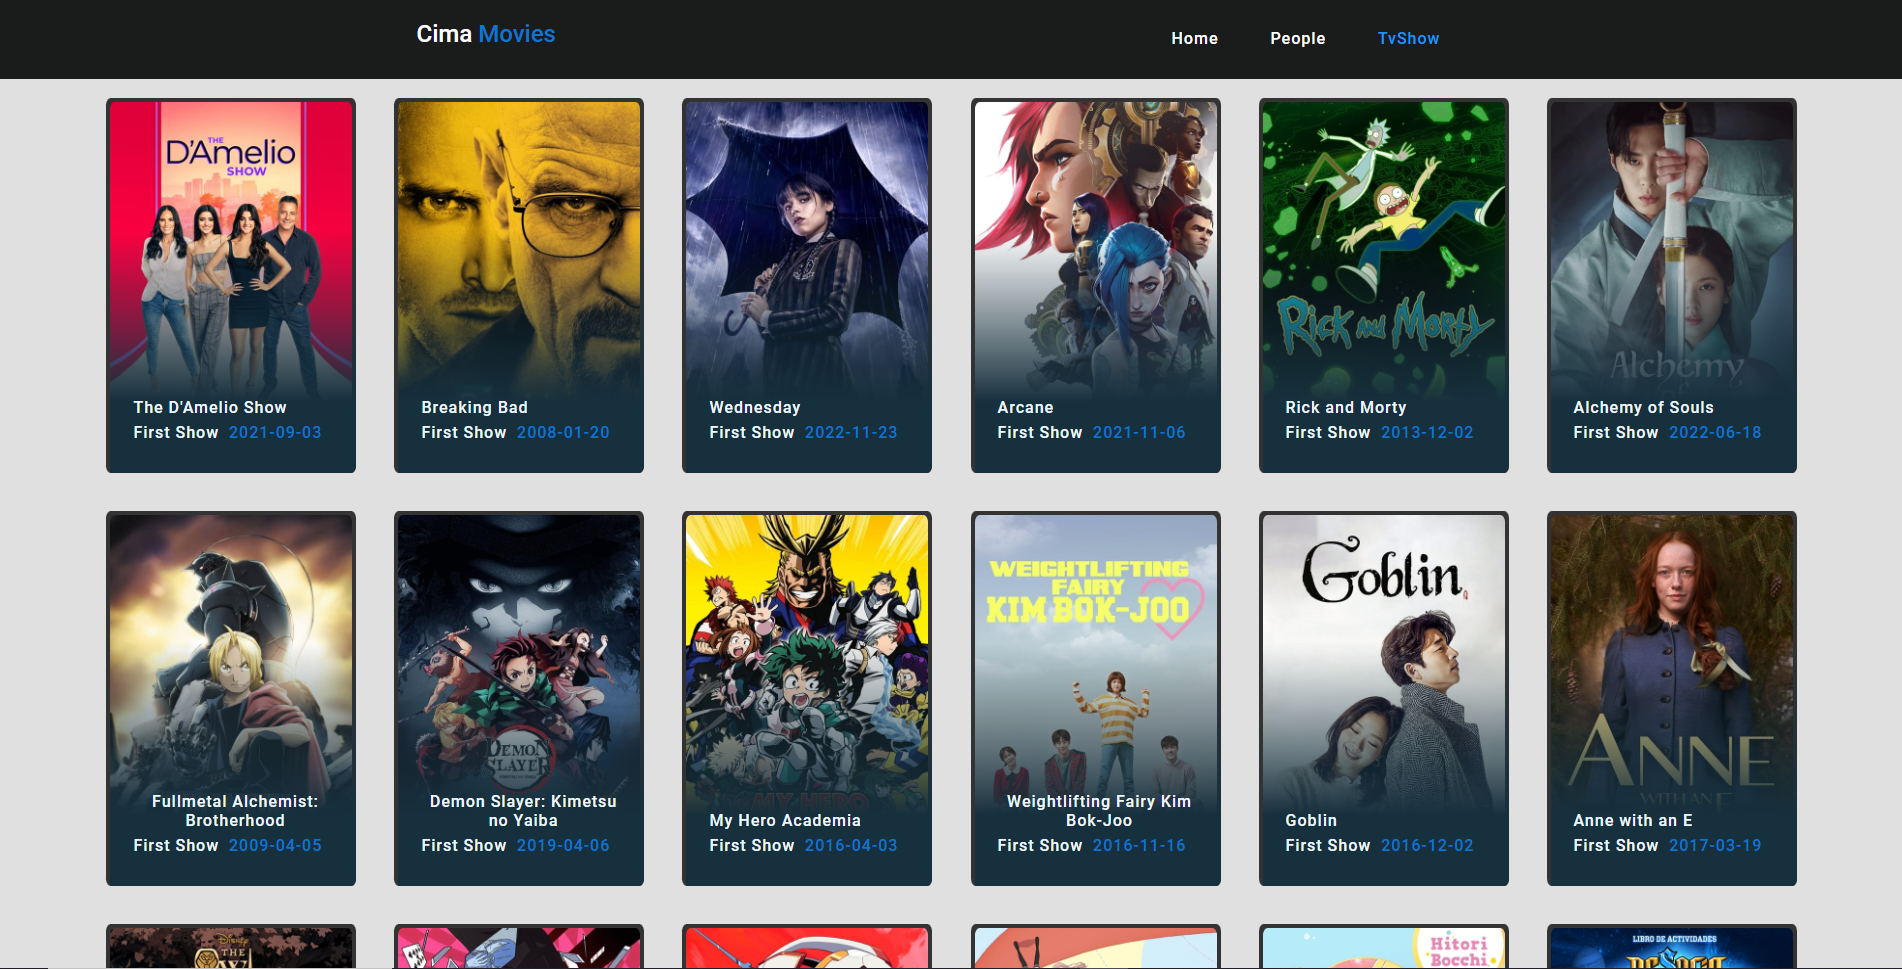 Cima Movies
Home
People
TvShow
THE
D'Amelio
SHOW
The D'Amelio Show
First Show 2021-09-03
Breaking Bad
First Show 2008-01-20
Wednesday
First Show 2022-11-23
Arcane
First Show 2021-11-06
Rick and Morty
Rick and Morty
First Show 2013-12-02
Alchemy
Alchemy of Souls
First Show 2022-06-18
Fullmetal Alchemist:
Brotherhood
First Show 2009-04-05
DEMON
SLAYER
Demon Slayer: Kimetsu
no Yaiba
First Show 2019-04-06
MY HERO
My Hero Academia
First Show 2016-04-03
WEIGHTLIFTING
FAIRY
KIM BOK-JOO
Weightlifting Fairy Kim
Bok-Joo
First Show 2016-11-16
Goblin
Goblin
First Show 2016-12-02
ANNE
WITH AN E
Anne with an E
First Show 2017-03-19
Disney
THE
Hitori
Bocchi
LIBRO DE ACTIVIDADES